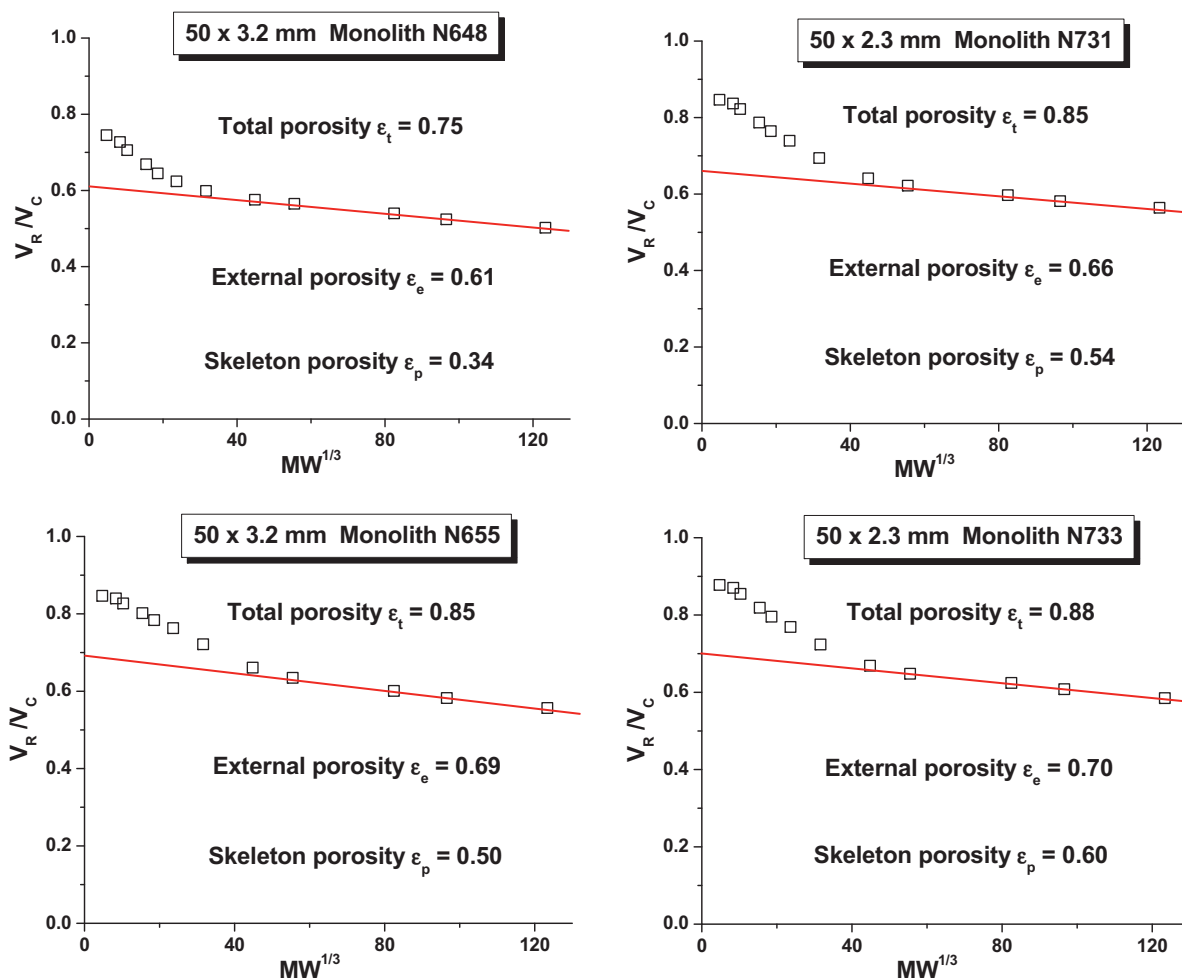 50 x 3.2 mm Monolith N648
1.0
0.8
0.6
0.4
0.2
0.0
V_R /V_C
Total porosity ε_t = 0.75
External porosity ε_e = 0.61
Skeleton porosity ε_p = 0.34
0 40 80 120
MW^1/3
50 x 2.3 mm Monolith N731
1.0
0.8
0.6
0.4
0.2
0.0
V_R /V_C
Total porosity ε_t = 0.85
External porosity ε_e = 0.66
Skeleton porosity ε_p = 0.54
0 40 80 120
MW^1/3
50 x 3.2 mm Monolith N655
1.0
0.8
0.6
0.4
0.2
0.0
V_R /V_C
Total porosity ε_t = 0.85
External porosity ε_e = 0.69
Skeleton porosity ε_p = 0.50
0 40 80 120
MW^1/3
50 x 2.3 mm Monolith N733
1.0
0.8
0.6
0.4
0.2
0.0
V_R /V_C
Total porosity ε_t = 0.88
External porosity ε_e = 0.70
Skeleton porosity ε_p = 0.60
0 40 80 120
MW^1/3